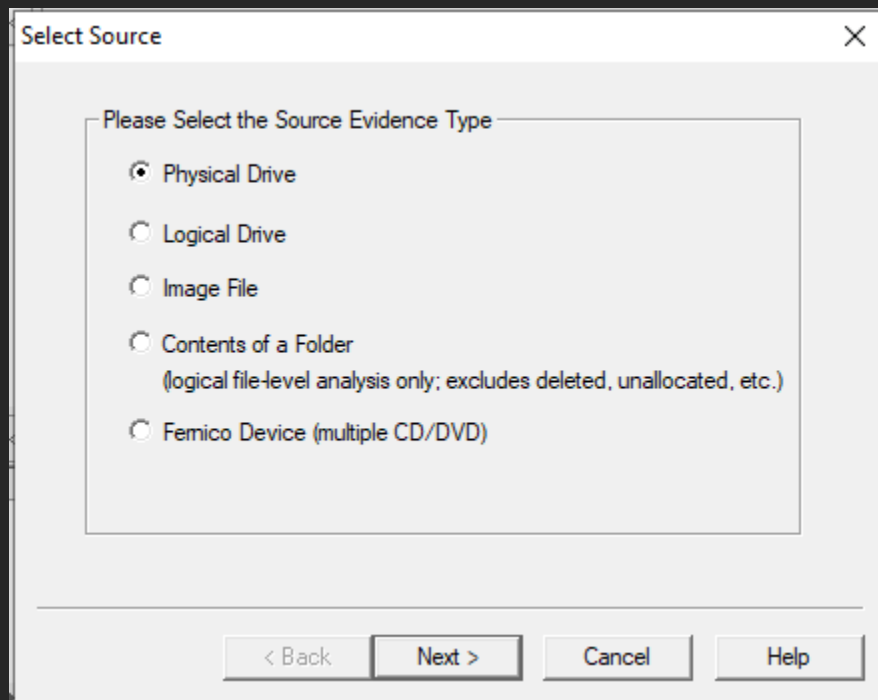 Select Source
Please Select the Source Evidence Type
Physical Drive
Logical Drive
Image File
Contents of a Folder
(logical file-level analysis only; excludes deleted, unallocated, etc.)
Fernico Device (multiple CD/DVD)
< Back
Next >
Cancel
Help